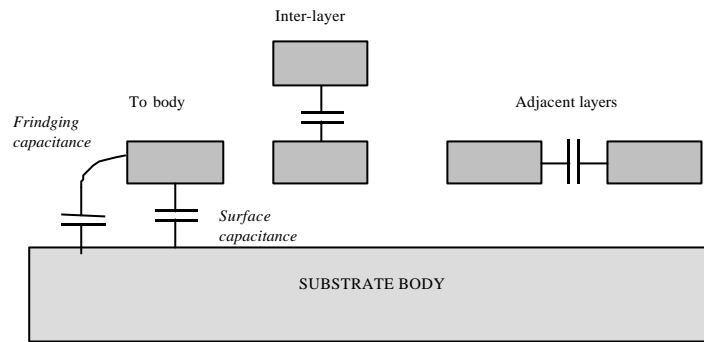 Inter-layer
To body
Adjacent layers
Frindging
capacitance
Surface
capacitance
SUBSTRATE BODY